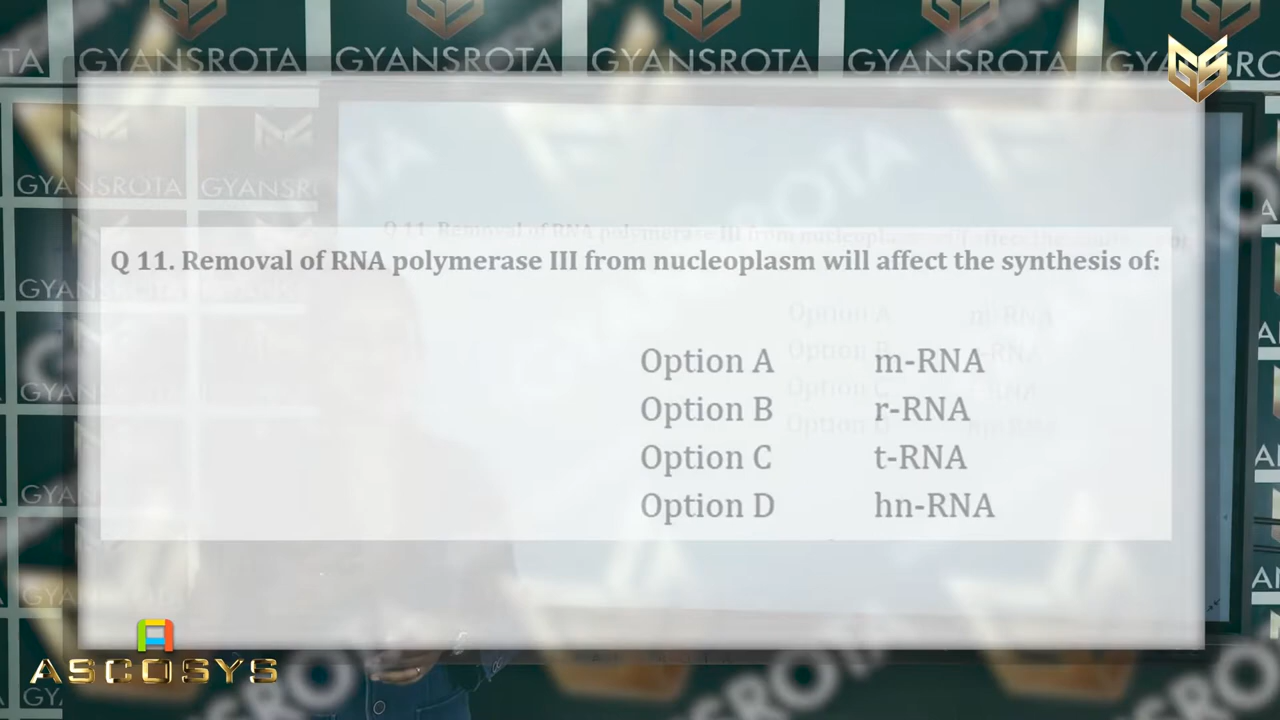 GYANSROTA GYANSROTA GYANSROTA GYANSROTA
GYANSROTA
Q 11. Removal of RNA polymerase III from nucleoplasm will affect the synthesis of:
Option A m-RNA
Option B r-RNA
Option C t-RNA
Option D hn-RNA
ASCOSYS